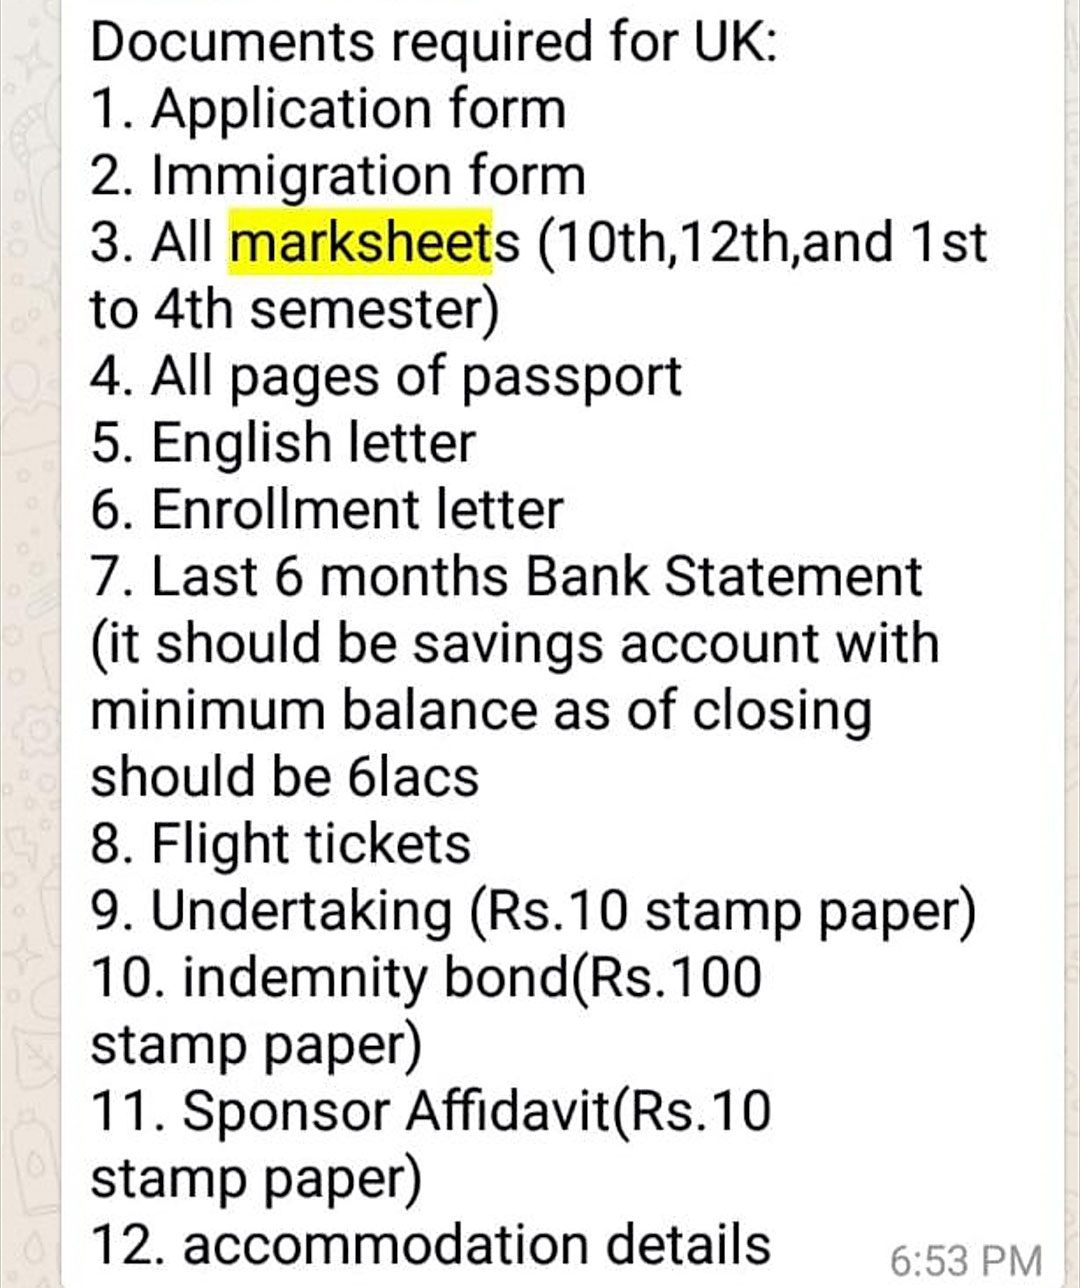 Documents required for UK:
1. Application form
2. Immigration form
3. All marksheets (10th,12th,and 1st
to 4th semester)
4. All pages of passport
5. English letter
6. Enrollment letter
7. Last 6 months Bank Statement
(it should be savings account with
minimum balance as of closing
should be 6lacs
8. Flight tickets
9. Undertaking (Rs.10 stamp paper)
10. indemnity bond(Rs.100
stamp paper)
11. Sponsor Affidavit(Rs.10
stamp paper)
12. accommodation details
6:53 PM